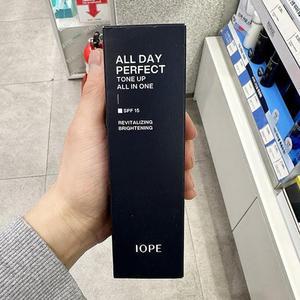 ALL DAY
PERFECT
TONE UP
ALL IN ONE
SPF 15
REVITALIZING
BRIGHTENING
IOPE